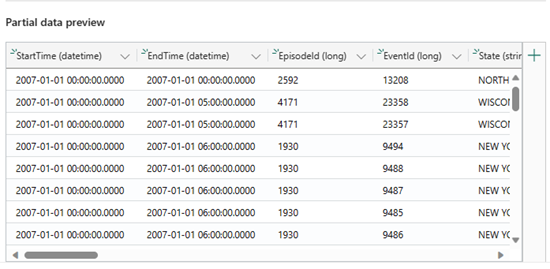 Partial data preview
StartTime (datetime) EndTime (datetime) EpisodeId (long) EventId (long) State (strin
2007-01-01 00:00:00.0000 2007-01-01 00:00:00.0000 2592 13208 NORTH
2007-01-01 00:00:00.0000 2007-01-01 05:00:00.0000 4171 23358 WISCON
2007-01-01 00:00:00.0000 2007-01-01 05:00:00.0000 4171 23357 WISCON
2007-01-01 00:00:00.0000 2007-01-01 06:00:00.0000 1930 9494 NEW YO
2007-01-01 00:00:00.0000 2007-01-01 06:00:00.0000 1930 9488 NEW YO
2007-01-01 00:00:00.0000 2007-01-01 06:00:00.0000 1930 9487 NEW YO
2007-01-01 00:00:00.0000 2007-01-01 06:00:00.0000 1930 9485 NEW YO
2007-01-01 00:00:00.0000 2007-01-01 06:00:00.0000 1930 9486 NEW YO